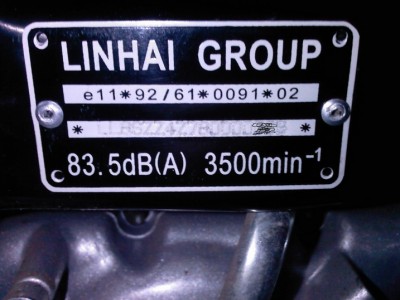 LINHAI GROUP
e11*92/61*0091*02
83.5dB(A) 3500min⁻¹